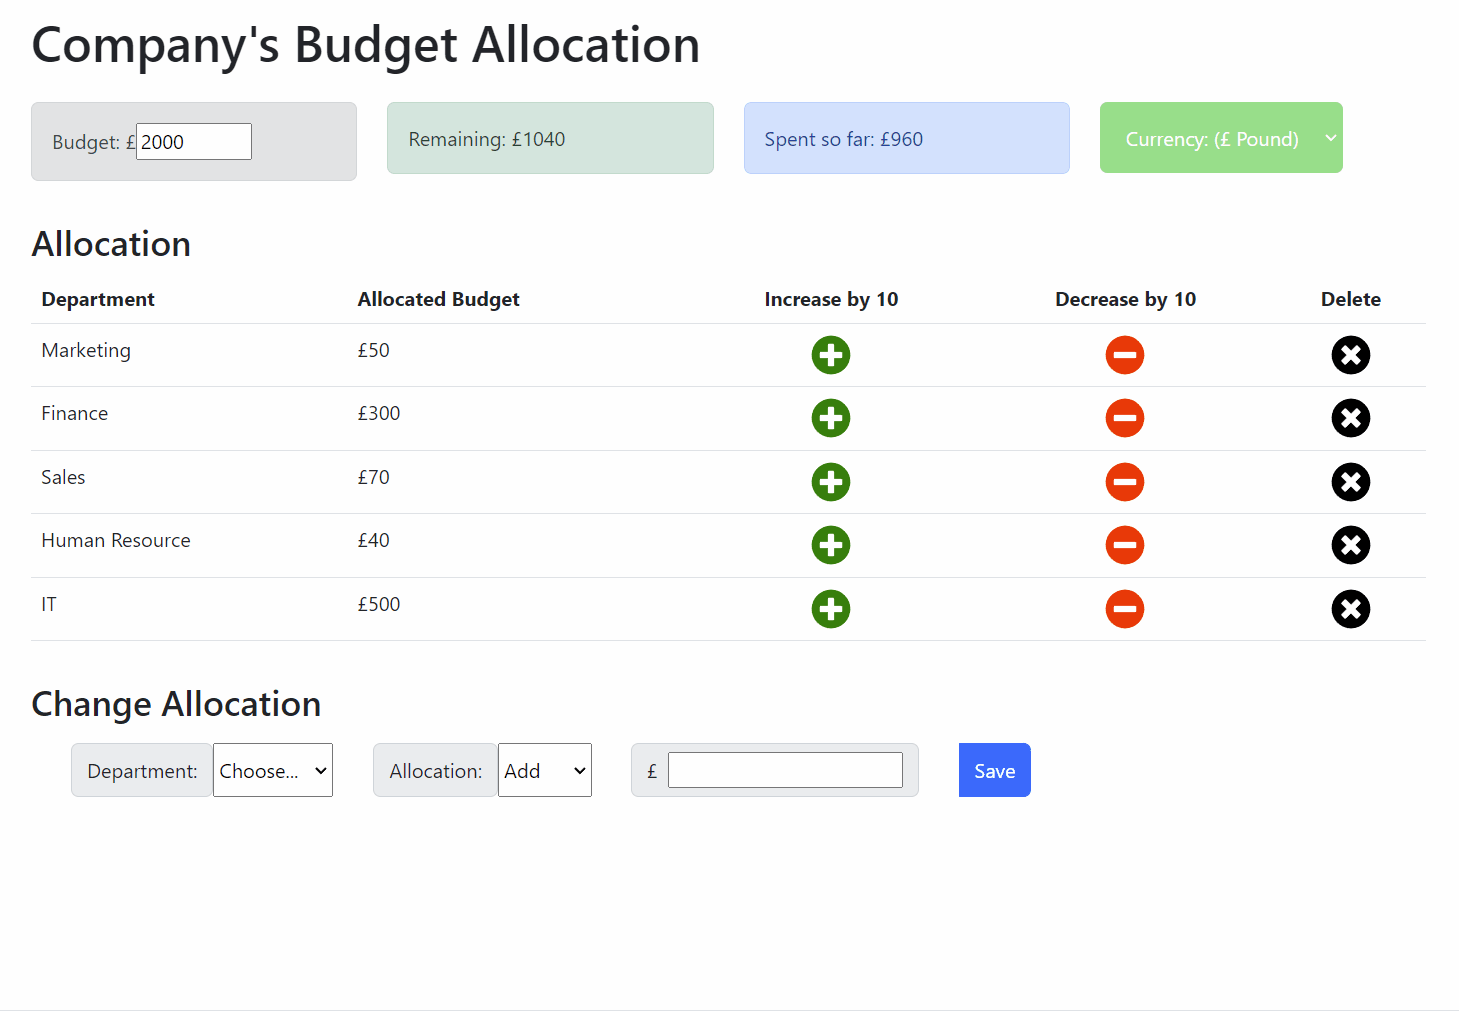 Company's Budget Allocation
Budget: £ 2000 Remaining: £1040 Spent so far: £960 Currency: (£ Pound)
Allocation
Department Allocated Budget Increase by 10 Decrease by 10 Delete
Marketing £50
Finance £300
Sales £70
Human Resource £40
IT £500
Change Allocation
Department: Choose... Allocation: Add £ Save